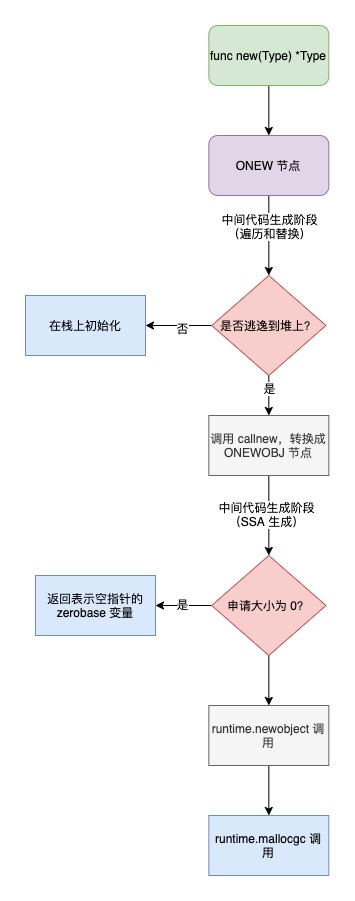 func new(Type) *Type
ONEW 节点
中间代码生成阶段
（遍历和替换）
是否逃逸到堆上？
否
在栈上初始化
是
调用 callnew，转换成
ONEWOBJ 节点
中间代码生成阶段
（SSA 生成）
申请大小为 0？
是
返回表示空指针的
zerobase 变量
runtime.newobject 调
用
runtime.mallocgc 调
用